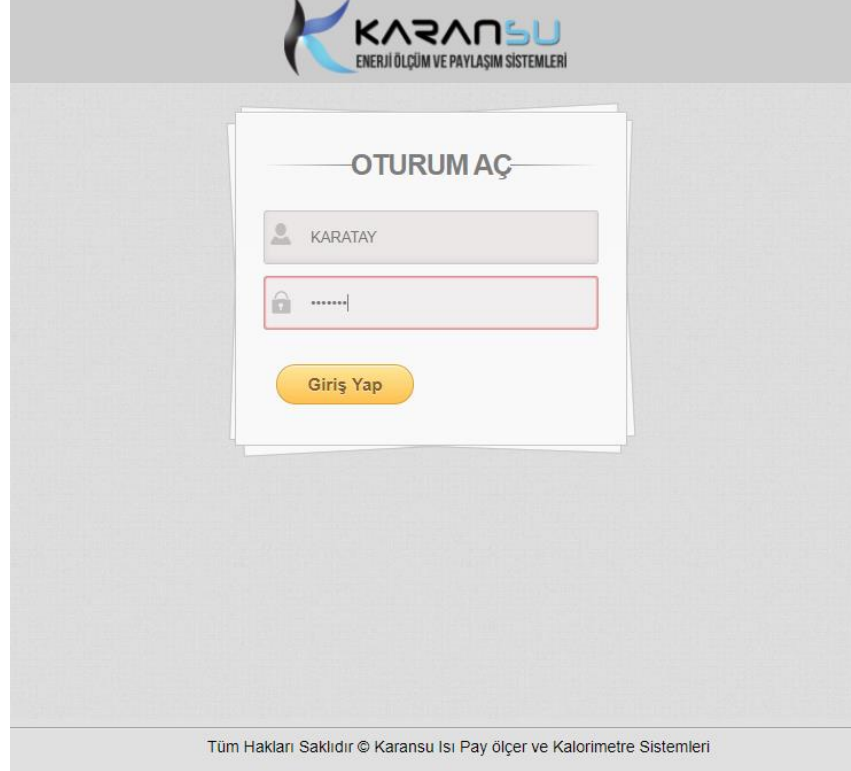 KARANSU
ENERJİ ÖLÇÜM VE PAYLAŞIM SİSTEMLERİ
OTURUM AÇ
KARATAY
•••••••
Giriş Yap
Tüm Hakları Saklıdır © Karansu Isı Pay ölçer ve Kalorimetre Sistemleri